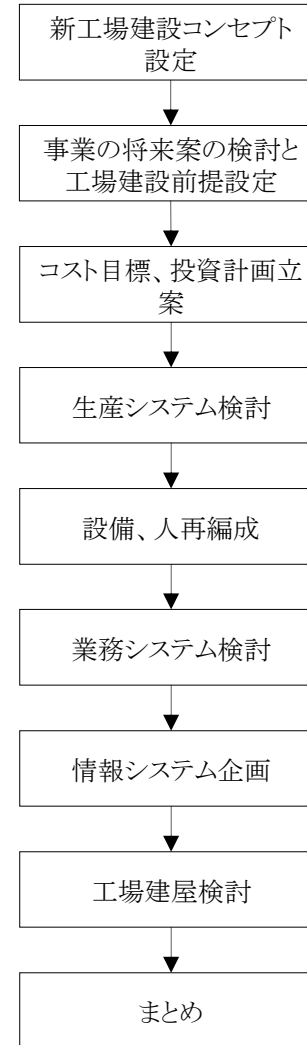 新工場建設コンセプト
設定
事業の将来案の検討と
工場建設前提設定
コスト目標、投資計画立
案
生産システム検討
設備、人再編成
業務システム検討
情報システム企画
工場建屋検討
まとめ